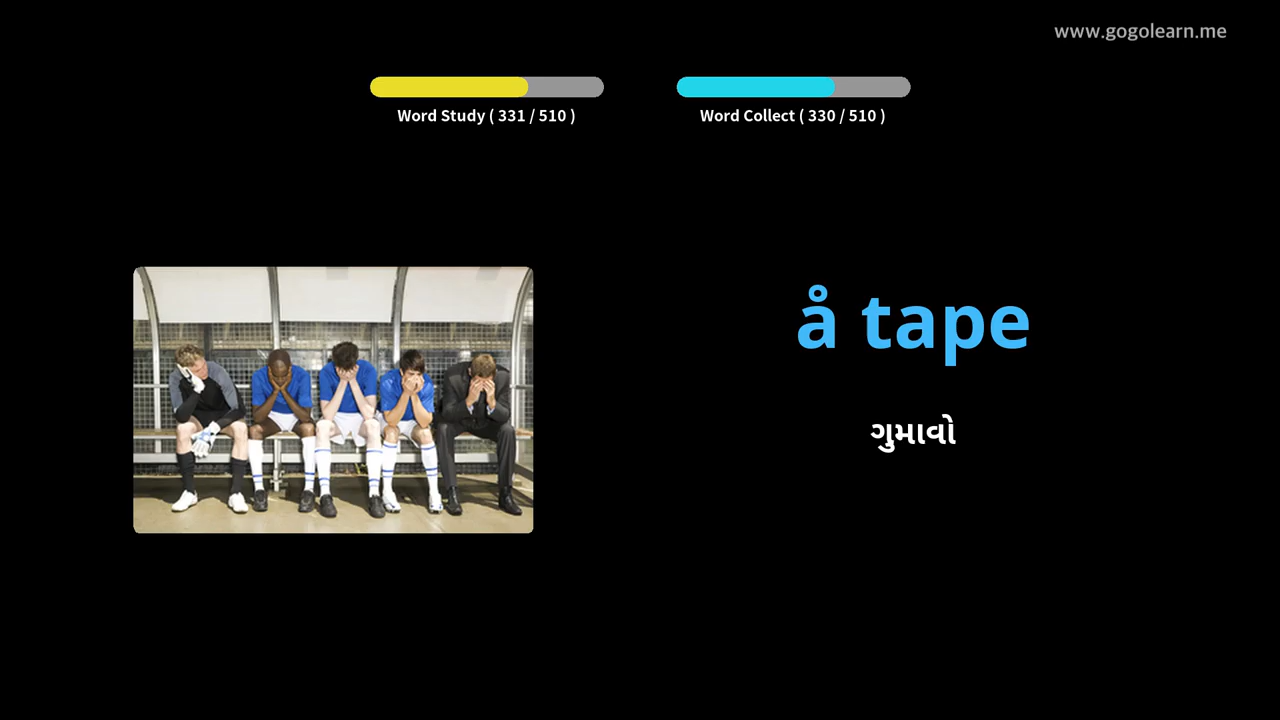 www.gogolearn.me
Word Study ( 331 / 510 )
Word Collect ( 330 / 510 )
å tape
ગુમાવો